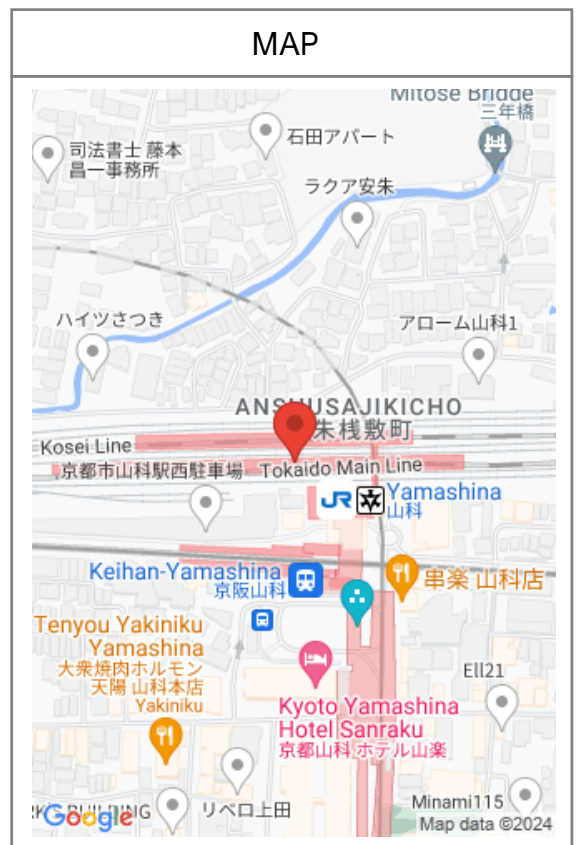 MAP
Mitose Bridge
三年橋
石田アパート
司法書士 藤本
昌一事務所
ラクア安朱
ハイツさつき
アローム山科1
ANSHUSAJIKICHO
朱桟敷町
Kosei Line
京都市山科駅西駐車場
Tokaido Main Line
JR
Yamashina
山科
Keihan-Yamashina
京阪山科
串楽 山科店
Tenyou Yakiniku
Yamashina
大衆焼肉ホルモン
天陽 山科本店
Yakiniku
Ell21
Kyoto Yamashina
Hotel Sanraku
京都山科 ホテル山楽
リベロ上田
Minami115
Google
Map data ©2024